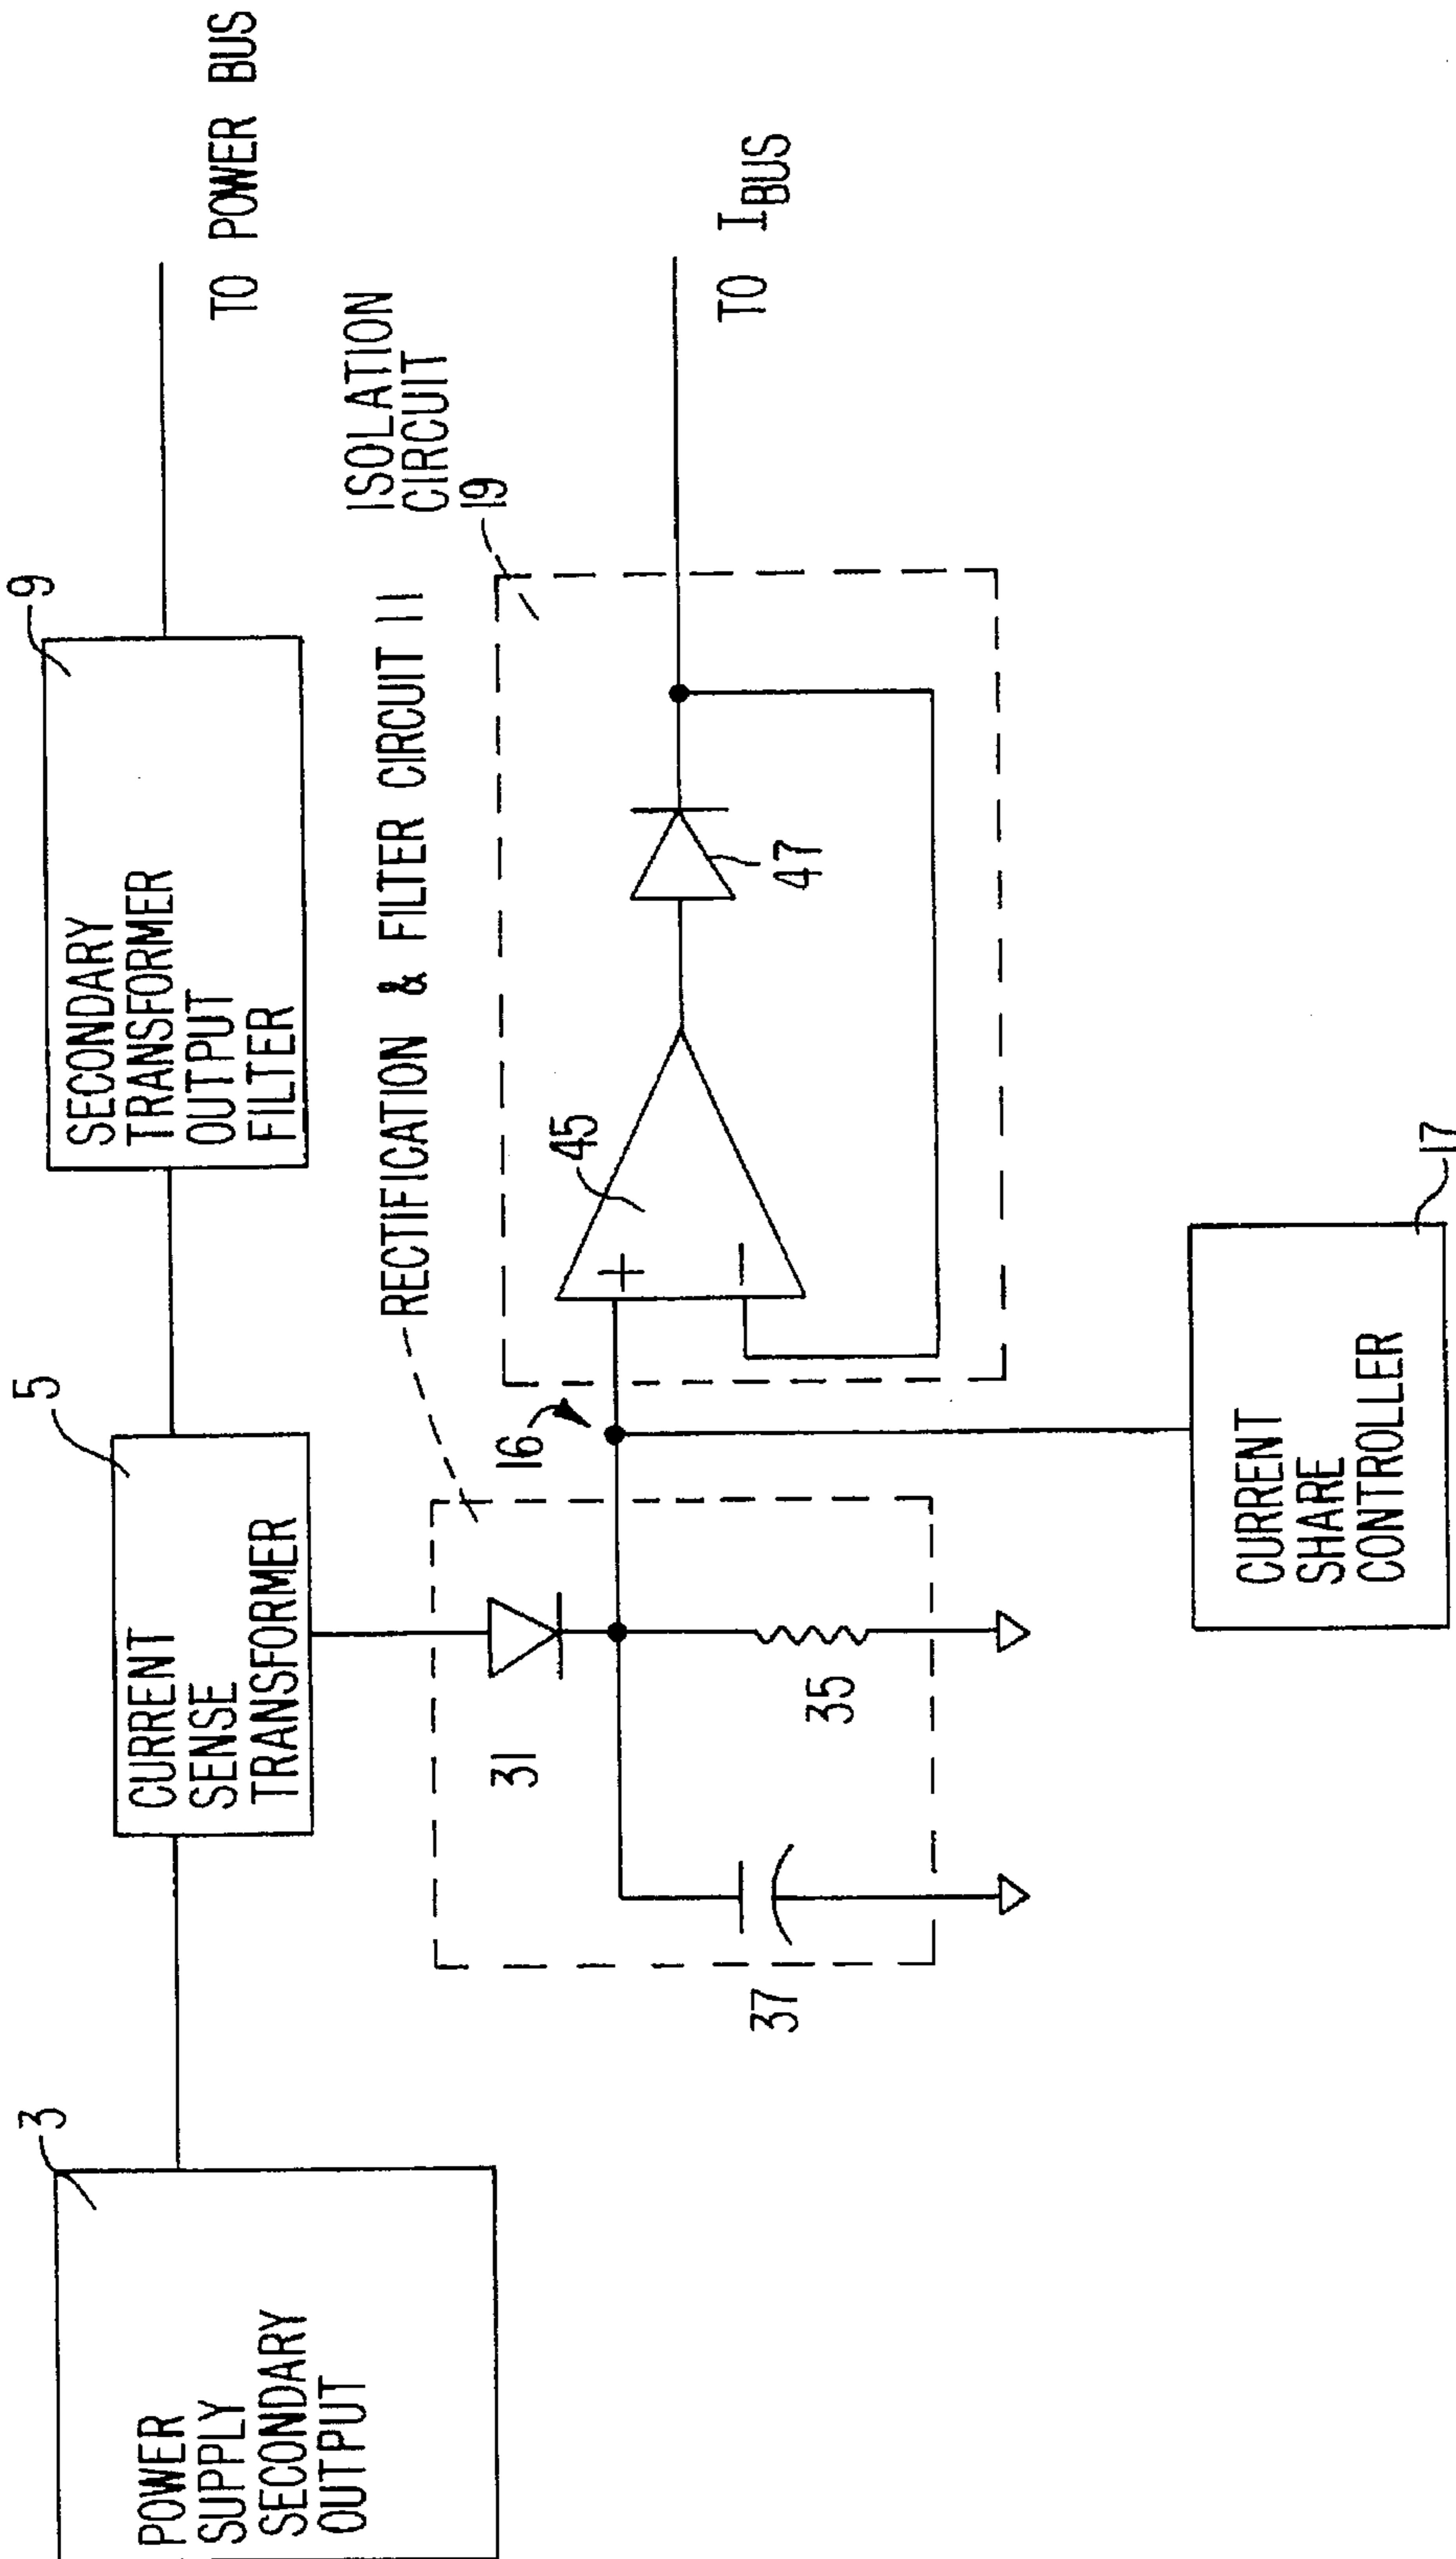 3
POWER
SUPPLY
SECONDARY
OUTPUT
5
CURRENT
SENSE
TRANSFORMER
9
SECONDARY
TRANSFORMER
OUTPUT
FILTER
TO POWER BUS
RECTIFICATION & FILTER CIRCUIT 11
31
35
37
16
ISOLATION
CIRCUIT
19
45
+
−
47
TO IBUS
CURRENT
SHARE
CONTROLLER
17